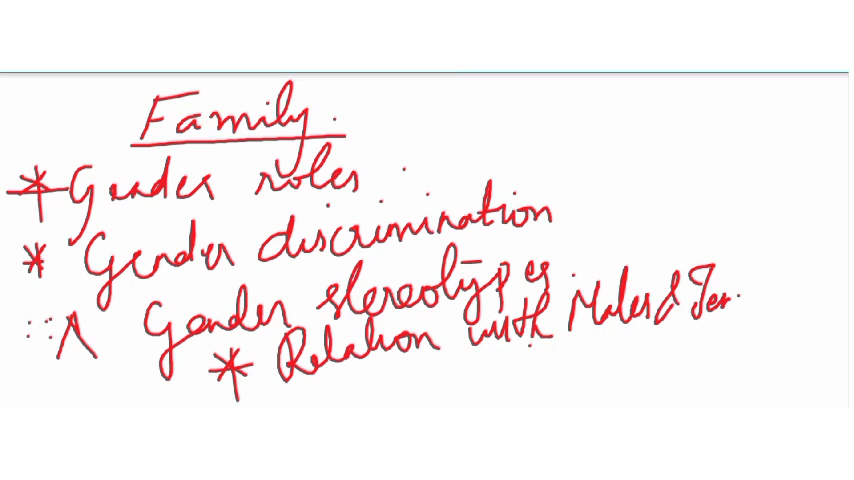 Family.
* Gender roles
* Gender discrimination
Gender stereotypes
* Relation with Males &